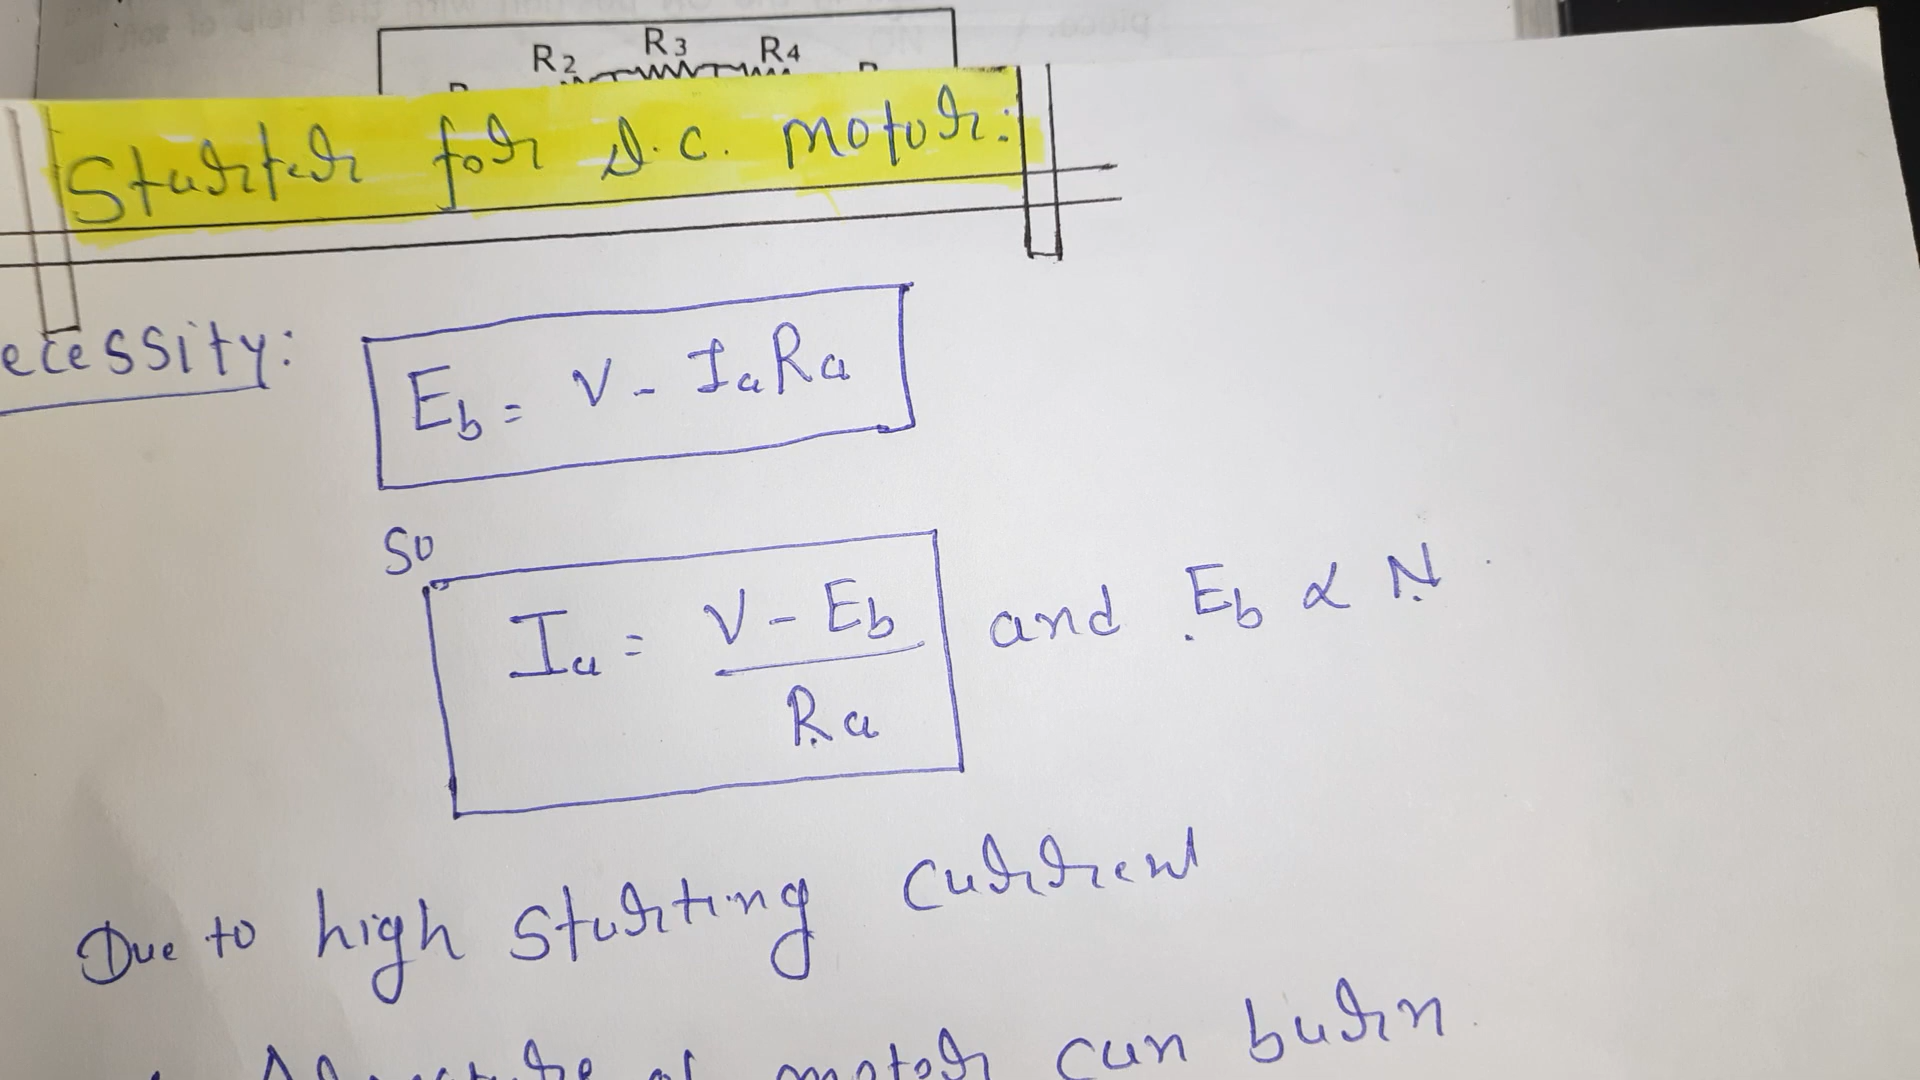 R2 R3 R4
Starter for D.C. motor:
ecessity:
Eb = V - IaRa
So
Ia = V - Eb / Ra and Eb ∝ N
Due to high starting current
motor can burn